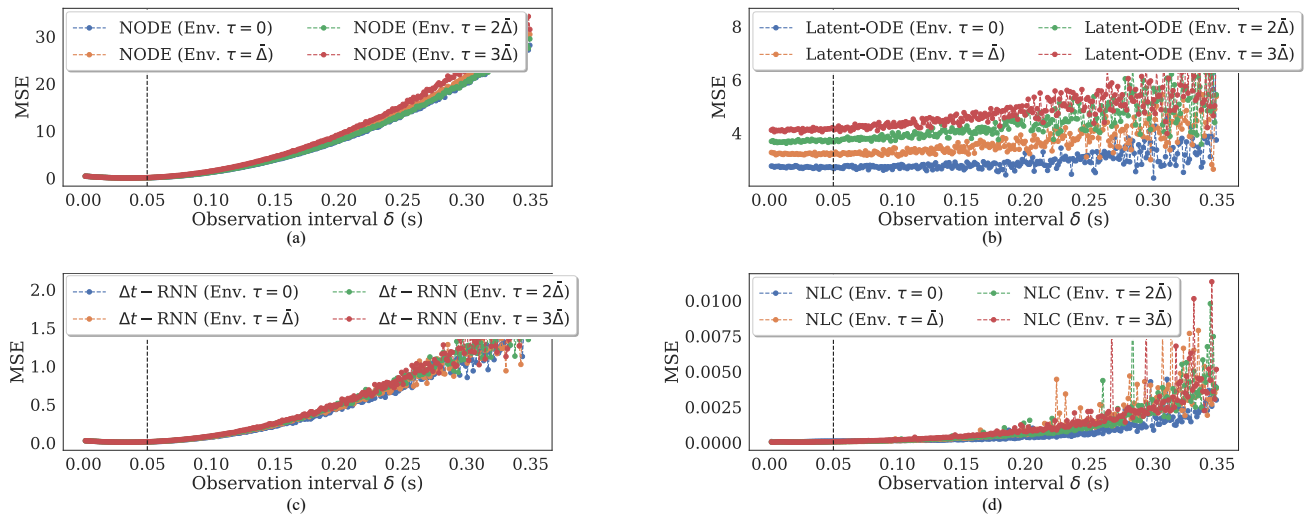 NODE (Env. τ = 0)
NODE (Env. τ = 2Δ̄)
NODE (Env. τ = Δ̄)
NODE (Env. τ = 3Δ̄)
30
20
10
0
MSE
0.00 0.05 0.10 0.15 0.20 0.25 0.30 0.35
Observation interval δ (s)
(a)
Latent-ODE (Env. τ = 0)
Latent-ODE (Env. τ = 2Δ̄)
Latent-ODE (Env. τ = Δ̄)
Latent-ODE (Env. τ = 3Δ̄)
8
6
4
MSE
0.00 0.05 0.10 0.15 0.20 0.25 0.30 0.35
Observation interval δ (s)
(b)
Δt − RNN (Env. τ = 0)
Δt − RNN (Env. τ = 2Δ̄)
Δt − RNN (Env. τ = Δ̄)
Δt − RNN (Env. τ = 3Δ̄)
2.0
1.5
1.0
0.5
0.0
MSE
0.00 0.05 0.10 0.15 0.20 0.25 0.30 0.35
Observation interval δ (s)
(c)
NLC (Env. τ = 0)
NLC (Env. τ = 2Δ̄)
NLC (Env. τ = Δ̄)
NLC (Env. τ = 3Δ̄)
0.0100
0.0075
0.0050
0.0025
0.0000
MSE
0.00 0.05 0.10 0.15 0.20 0.25 0.30 0.35
Observation interval δ (s)
(d)